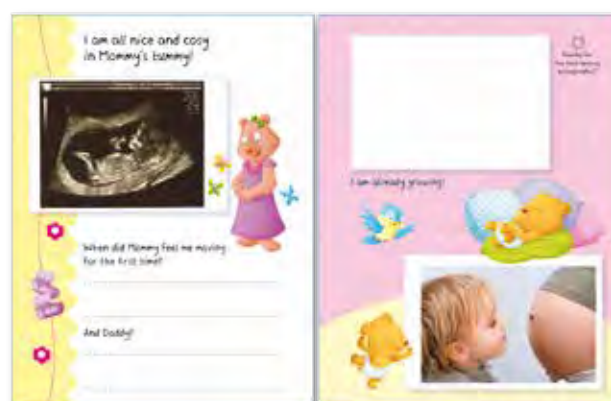 I am all nice and cosy
in Mommy's tummy!
When did Mommy feel me moving
for the first time?
And Daddy?
I am already growing!